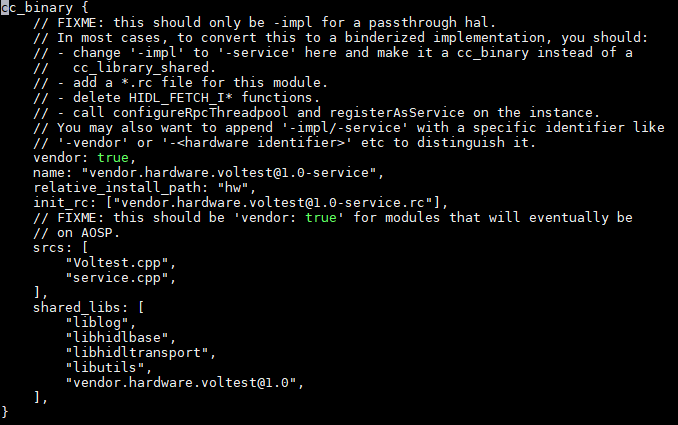 cc_binary {
    // FIXME: this should only be -impl for a passthrough hal.
    // In most cases, to convert this to a binderized implementation, you should:
    // - change '-impl' to '-service' here and make it a cc_binary instead of a
    //   cc_library_shared.
    // - add a *.rc file for this module.
    // - delete HIDL_FETCH_I* functions.
    // - call configureRpcThreadpool and registerAsService on the instance.
    // You may also want to append '-impl/-service' with a specific identifier like
    // '-vendor' or '-<hardware identifier>' etc to distinguish it.
    vendor: true,
    name: "vendor.hardware.voltest@1.0-service",
    relative_install_path: "hw",
    init_rc: ["vendor.hardware.voltest@1.0-service.rc"],
    // FIXME: this should be 'vendor: true' for modules that will eventually be
    // on AOSP.
    srcs: [
        "Voltest.cpp",
        "service.cpp",
    ],
    shared_libs: [
        "liblog",
        "libhidlbase",
        "libhidltransport",
        "libutils",
        "vendor.hardware.voltest@1.0",
    ],
}